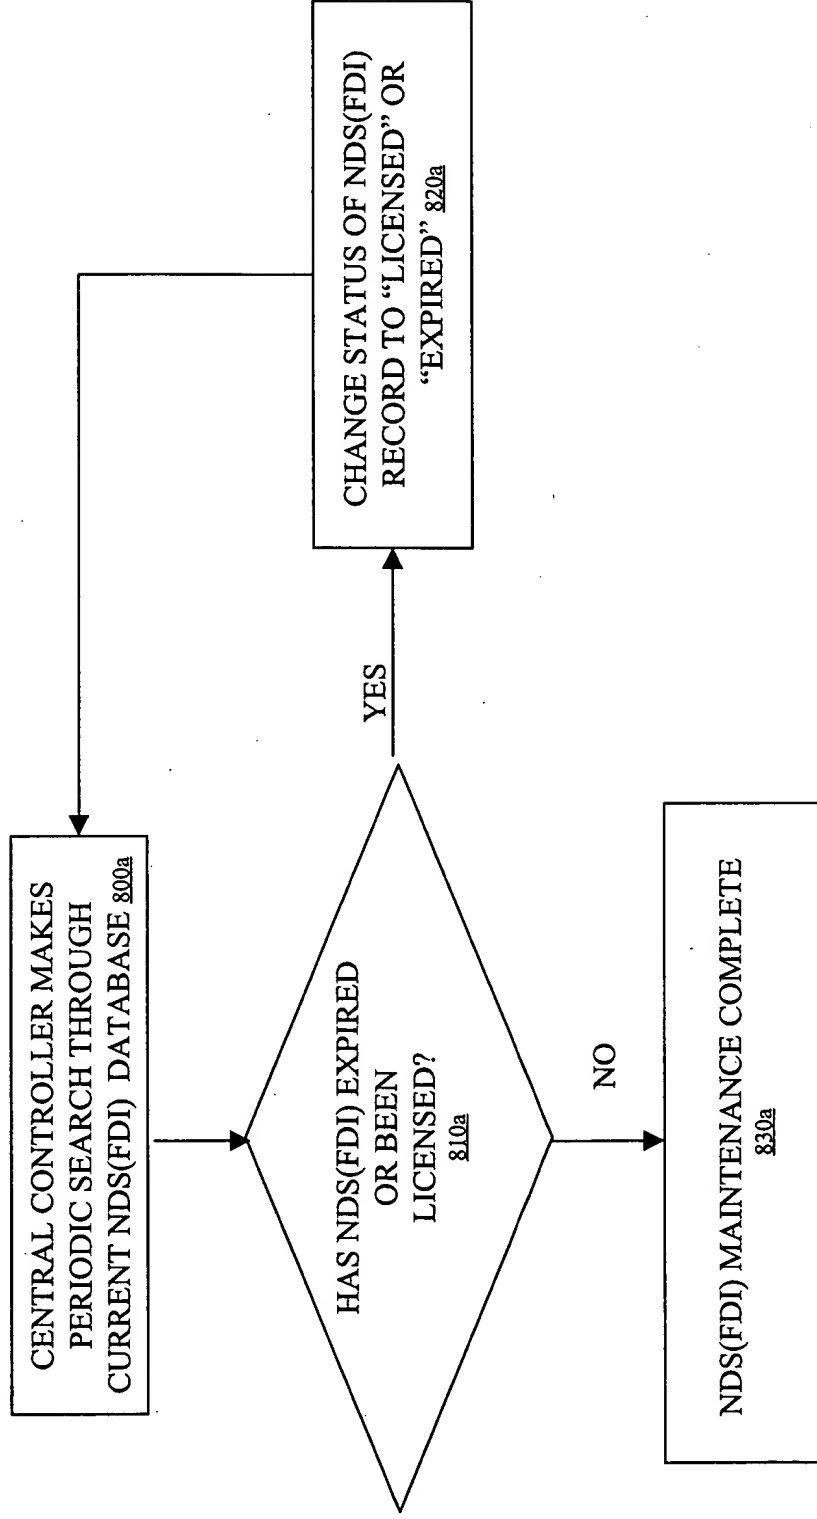 CENTRAL CONTROLLER MAKES
PERIODIC SEARCH THROUGH
CURRENT NDS(FDI) DATABASE 800a
HAS NDS(FDI) EXPIRED
OR BEEN
LICENSED?
810a
YES
CHANGE STATUS OF NDS(FDI)
RECORD TO “LICENSED” OR
“EXPIRED” 820a
NO
NDS(FDI) MAINTENANCE COMPLETE
830a